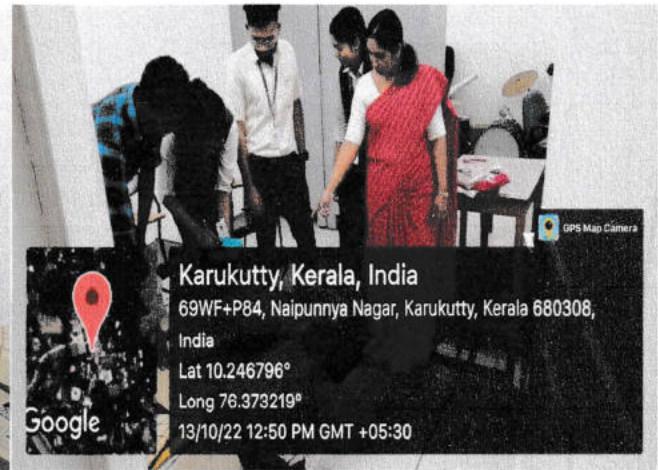 GPS Map Camera
Karukutty, Kerala, India
69WF+P84, Naipunnya Nagar, Karukutty, Kerala 680308,
India
Lat 10.246796°
Long 76.373219°
13/10/22 12:50 PM GMT +05:30
Google